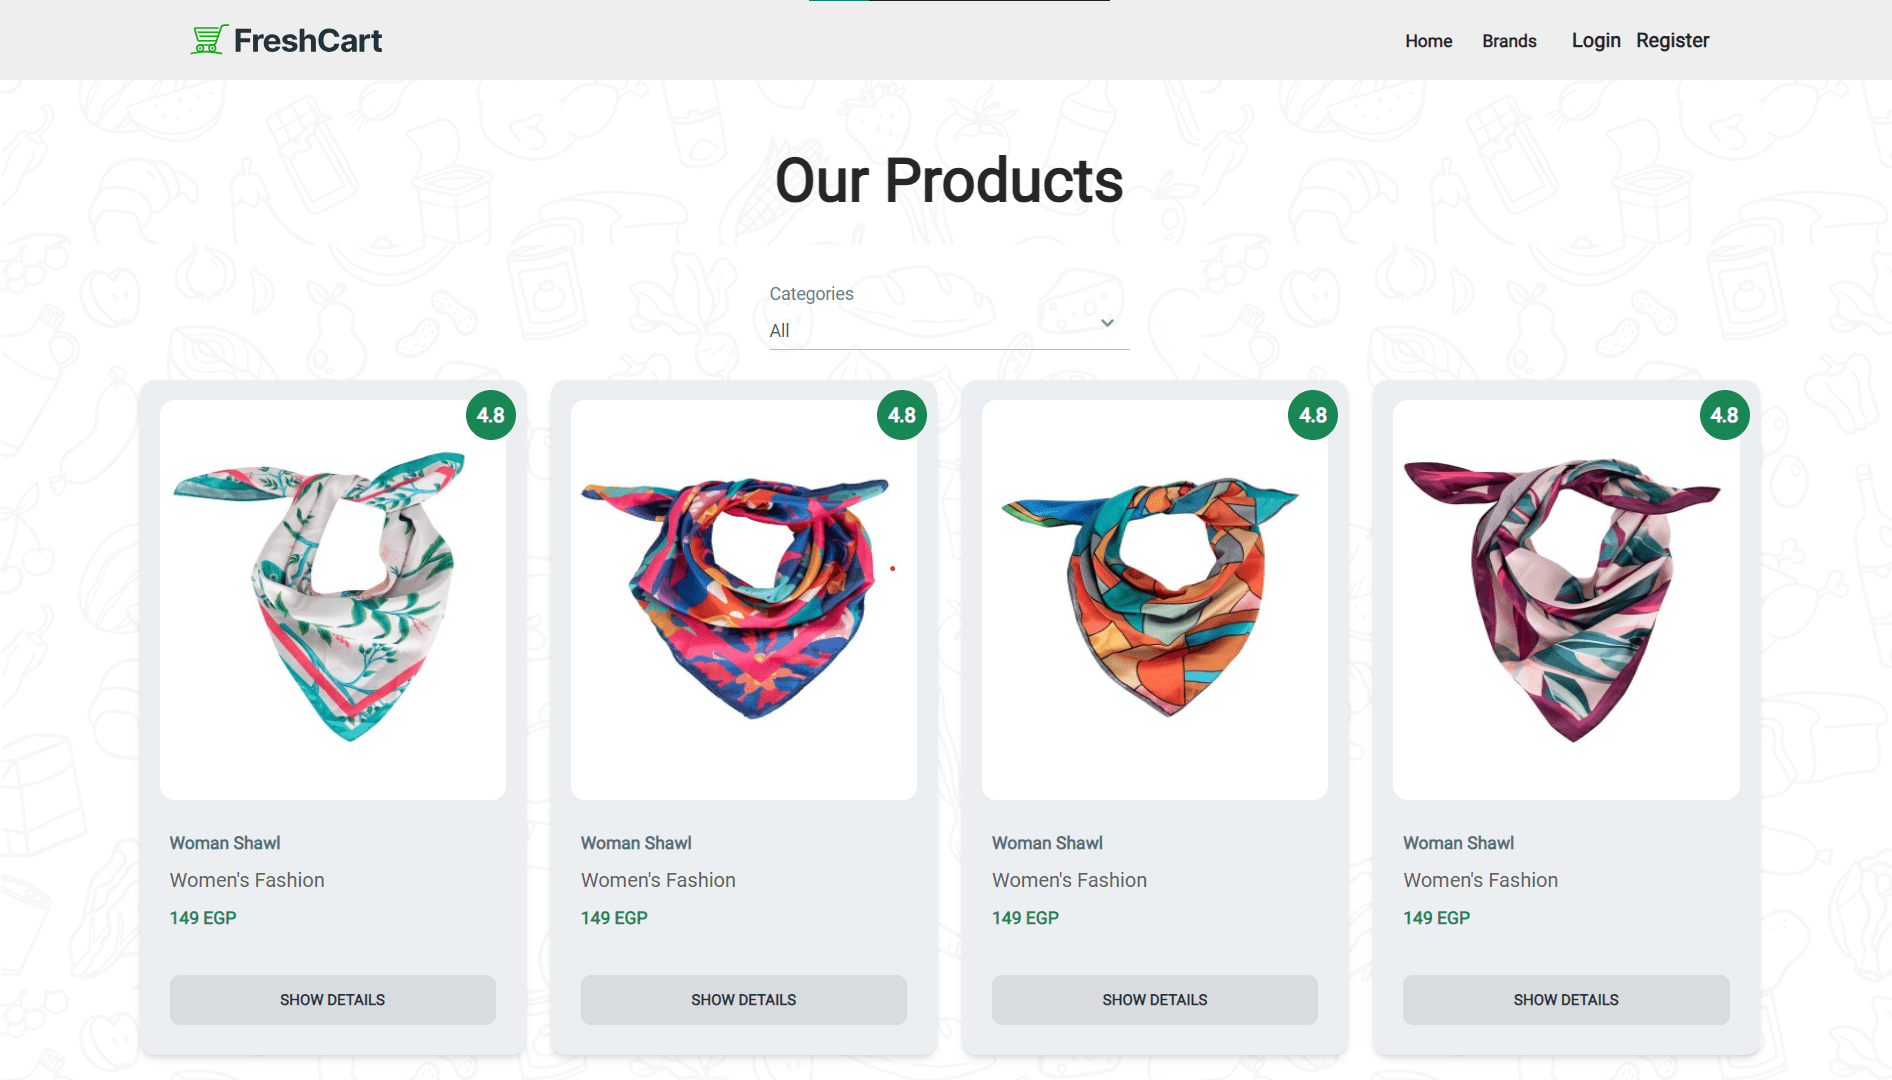 FreshCart
Home Brands Login Register
Our Products
Categories
All
4.8
4.8
4.8
4.8
Woman Shawl
Women's Fashion
149 EGP
SHOW DETAILS
Woman Shawl
Women's Fashion
149 EGP
SHOW DETAILS
Woman Shawl
Women's Fashion
149 EGP
SHOW DETAILS
Woman Shawl
Women's Fashion
149 EGP
SHOW DETAILS